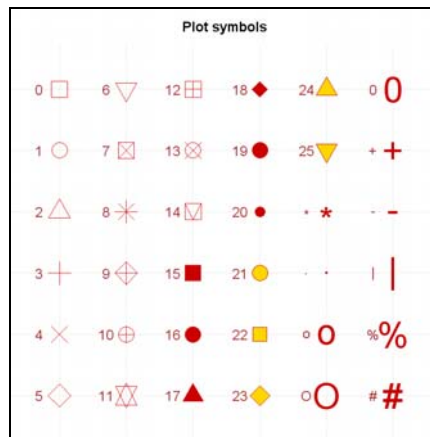 Plot symbols
0 6 12 18 24 0 0
1 7 13 19 25 + +
2 8 14 20 * * - -
3 9 15 21 . . | |
4 10 16 22 o o % %
5 11 17 23 O O # #